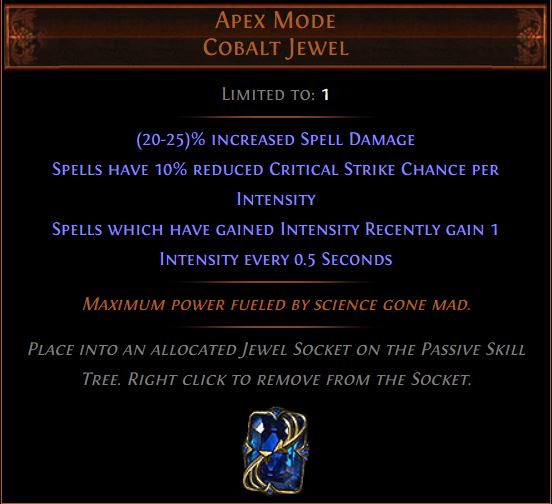 Apex Mode
Cobalt Jewel
Limited to: 1
(20-25)% increased Spell Damage
Spells have 10% reduced Critical Strike Chance per
Intensity
Spells which have gained Intensity Recently gain 1
Intensity every 0.5 Seconds
Maximum power fueled by science gone mad.
Place into an allocated Jewel Socket on the Passive Skill
Tree. Right click to remove from the Socket.